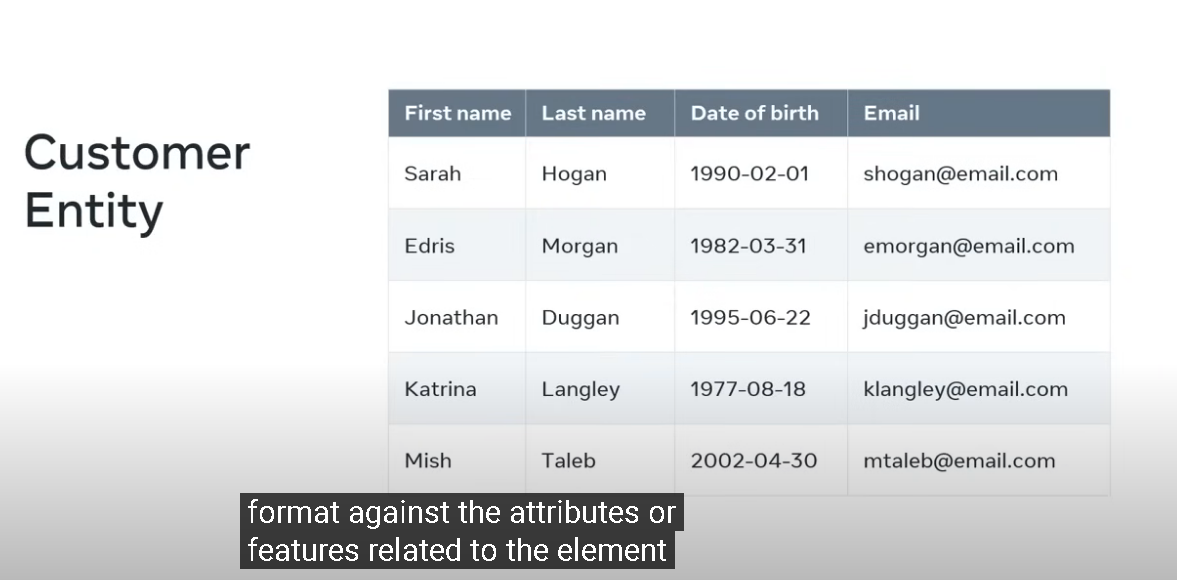 Customer
Entity
First name Last name Date of birth Email
Sarah Hogan 1990-02-01 shogan@email.com
Edris Morgan 1982-03-31 emorgan@email.com
Jonathan Duggan 1995-06-22 jduggan@email.com
Katrina Langley 1977-08-18 klangley@email.com
Mish Taleb 2002-04-30 mtaleb@email.com
format against the attributes or
features related to the element